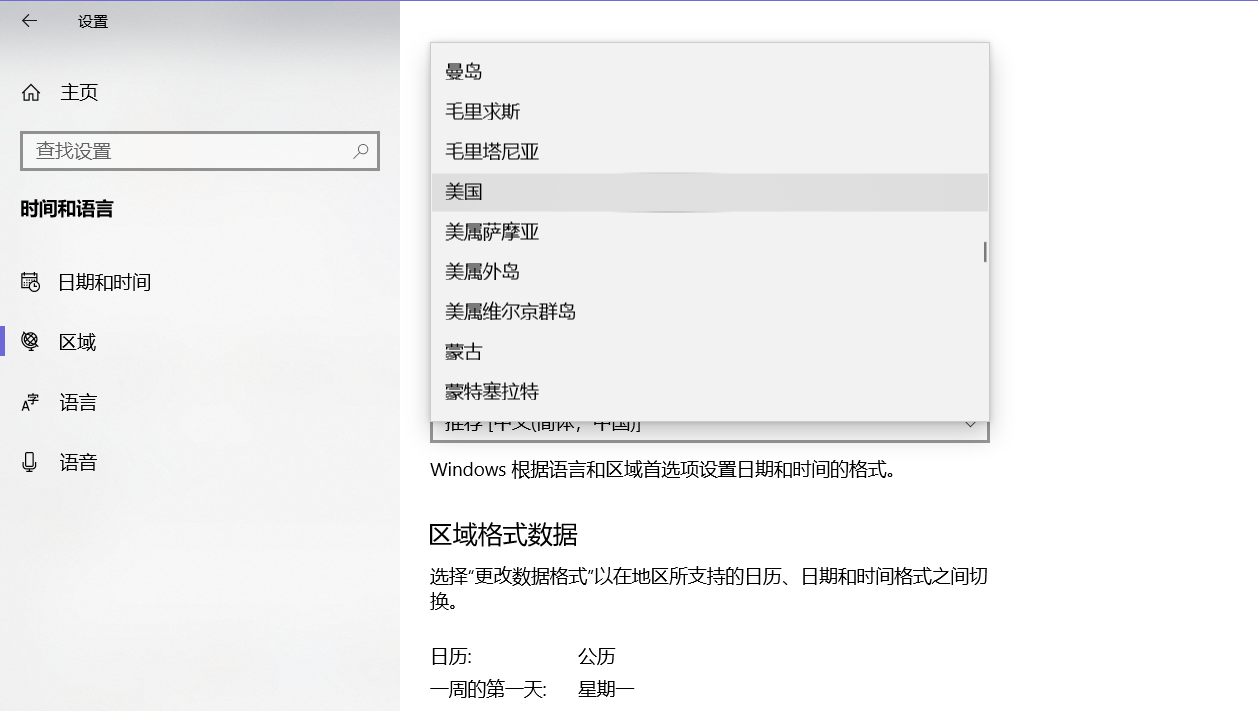 设置
主页
查找设置
时间和语言
日期和时间
区域
语言
语音
曼岛
毛里求斯
毛里塔尼亚
美国
美属萨摩亚
美属外岛
美属维尔京群岛
蒙古
蒙特塞拉特
推荐 [中文(简体，中国)]
Windows 根据语言和区域首选项设置日期和时间的格式。
区域格式数据
选择“更改数据格式”以在地区所支持的日历、日期和时间格式之间切
换。
日历: 公历
一周的第一天: 星期一